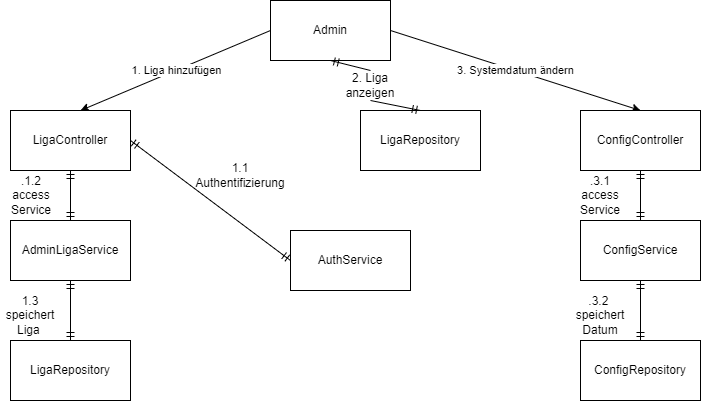 Admin
1. Liga hinzufügen
2. Liga
anzeigen
3. Systemdatum ändern
LigaController
LigaRepository
ConfigController
1.1
Authentifizierung
.1.2
access
Service
.3.1
access
Service
AdminLigaService
AuthService
ConfigService
1.3
speichert
Liga
.3.2
speichert
Datum
LigaRepository
ConfigRepository